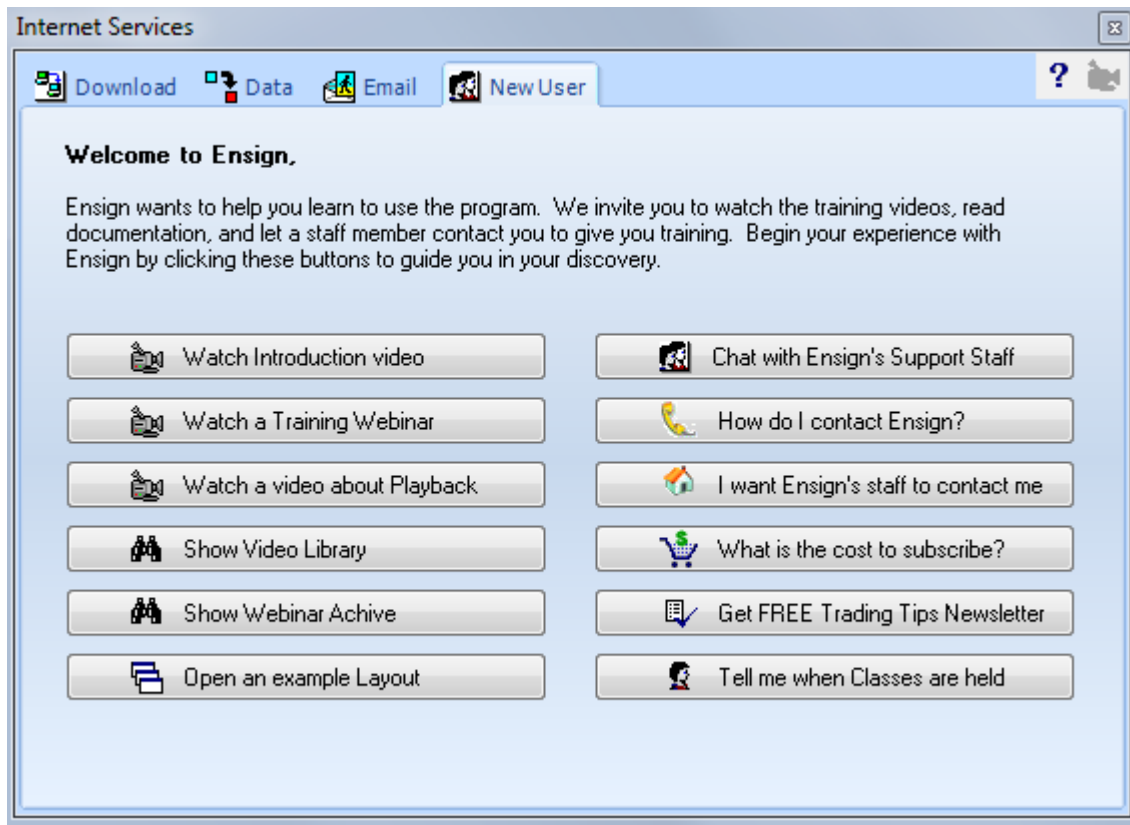 Internet Services
Download Data Email New User ?
Welcome to Ensign,
Ensign wants to help you learn to use the program. We invite you to watch the training videos, read
documentation, and let a staff member contact you to give you training. Begin your experience with
Ensign by clicking these buttons to guide you in your discovery.
Watch Introduction video
Chat with Ensign's Support Staff
Watch a Training Webinar
How do I contact Ensign?
Watch a video about Playback
I want Ensign's staff to contact me
Show Video Library
What is the cost to subscribe?
Show Webinar Achive
Get FREE Trading Tips Newsletter
Open an example Layout
Tell me when Classes are held